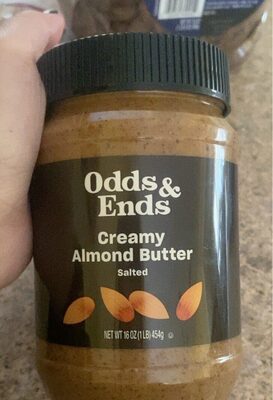 Odds &
Ends
Creamy
Almond Butter
Salted
NET WT 16 OZ (1 LB) 454g